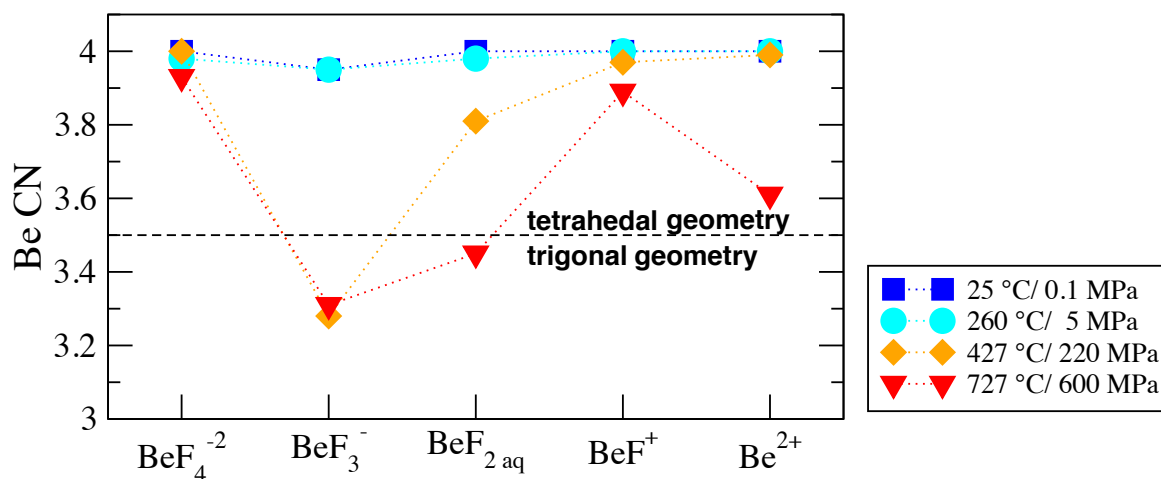 4
3.8
3.6
3.4
3.2
3
Be CN
tetrahedal geometry
trigonal geometry
BeF₄⁻²
BeF₃⁻
BeF₂ ₐq
BeF⁺
Be²⁺
25 °C/ 0.1 MPa
260 °C/ 5 MPa
427 °C/ 220 MPa
727 °C/ 600 MPa